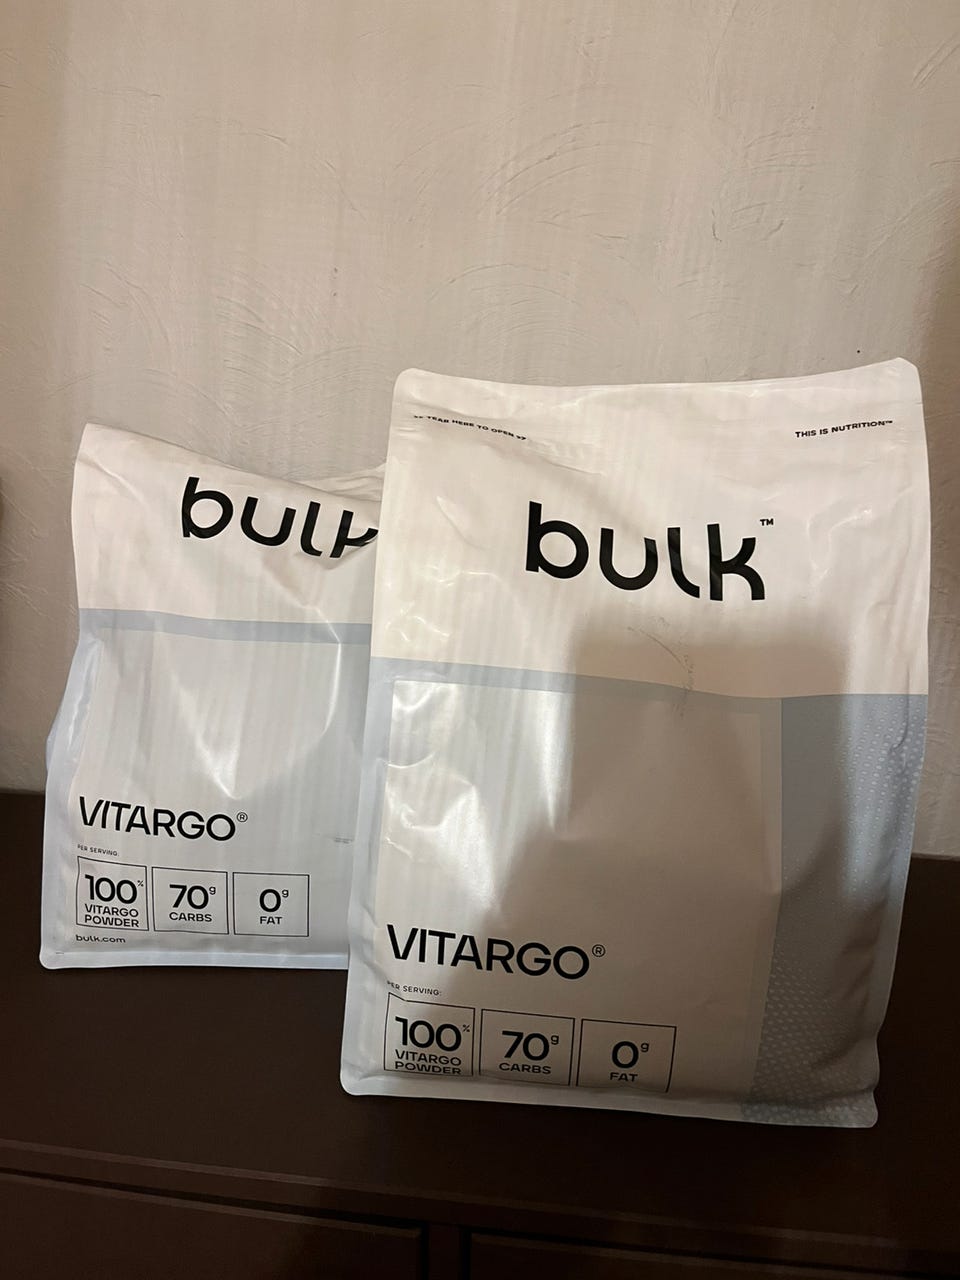 bulk
VITARGO®
PER SERVING:
100%
VITARGO
POWDER
70g
CARBS
0g
FAT
bulk.com
>> TEAR HERE TO OPEN >>
THIS IS NUTRITION™
bulk™
VITARGO®
PER SERVING:
100%
VITARGO
POWDER
70g
CARBS
0g
FAT